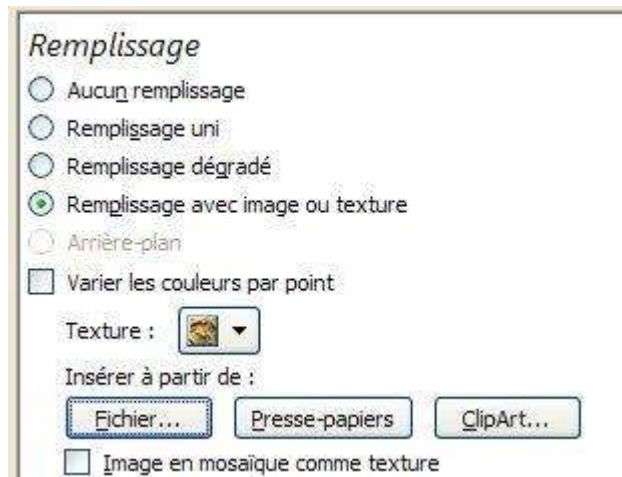 Remplissage
Aucun remplissage
Remplissage uni
Remplissage dégradé
Remplissage avec image ou texture
Arrière-plan
Varier les couleurs par point
Texture :
Insérer à partir de :
Fichier... Presse-papiers ClipArt...
Image en mosaïque comme texture